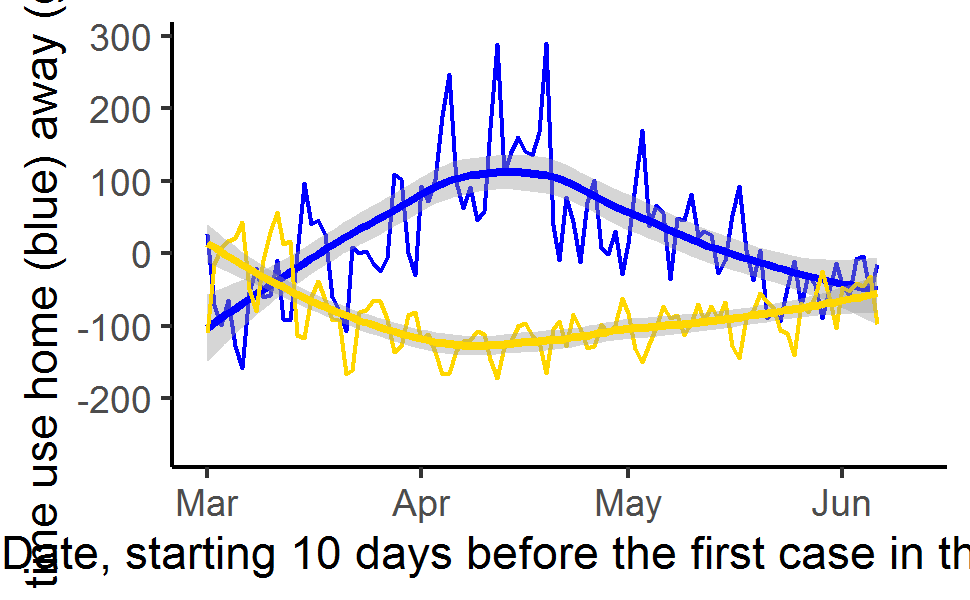 time use home (blue) away (
300
200
100
0
-100
-200
Mar Apr May Jun
Date, starting 10 days before the first case in th